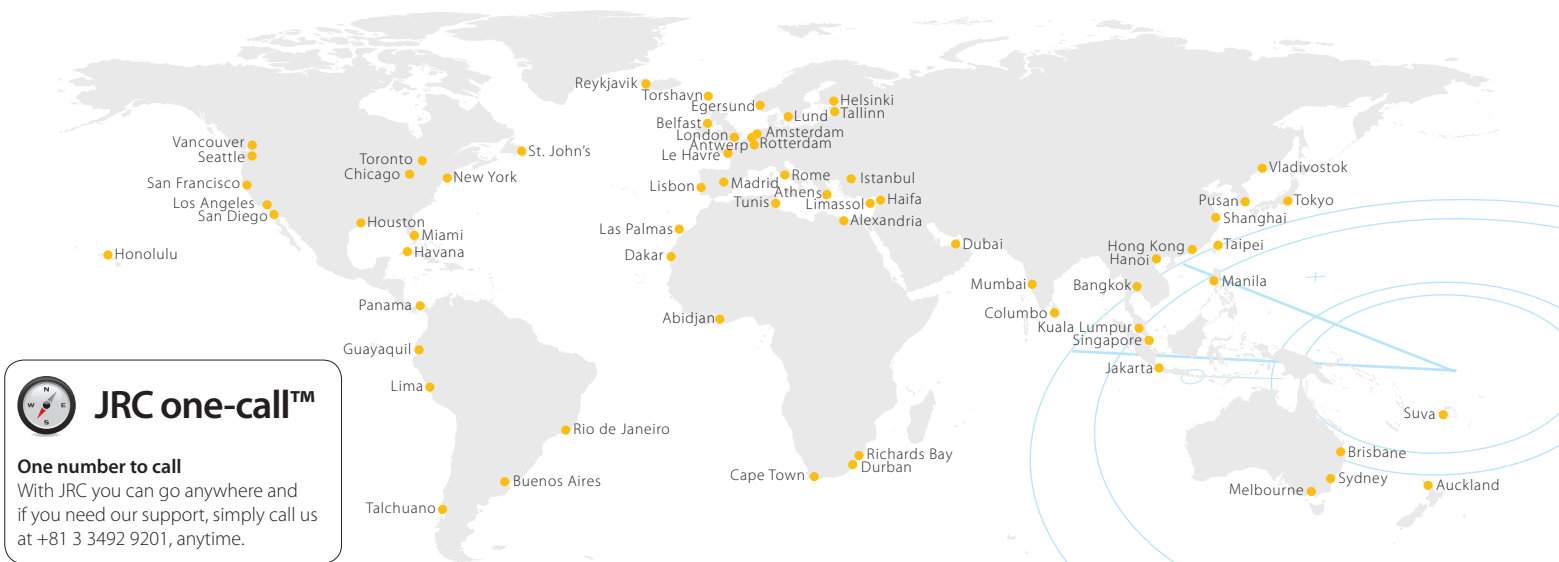 Reykjavik
Torshavn
Egersund
Helsinki
Tallinn
Lund
Belfast
London
Amsterdam
Antwerp
Rotterdam
Le Havre
Vancouver
Seattle
San Francisco
Los Angeles
San Diego
Honolulu
Toronto
Chicago
New York
St. John's
Houston
Miami
Havana
Lisbon
Madrid
Rome
Istanbul
Athens
Tunis
Limassol
Haifa
Alexandria
Las Palmas
Dakar
Dubai
Vladivostok
Pusan
Tokyo
Shanghai
Hong Kong
Taipei
Hanoi
Mumbai
Bangkok
Manila
Columbo
Kuala Lumpur
Singapore
Jakarta
Panama
Abidjan
Guayaquil
Lima
Rio de Janeiro
Buenos Aires
Talchuano
Cape Town
Richards Bay
Durban
Suva
Brisbane
Sydney
Melbourne
Auckland
N
W E
S
JRC one-call™
One number to call
With JRC you can go anywhere and
if you need our support, simply call us
at +81 3 3492 9201, anytime.